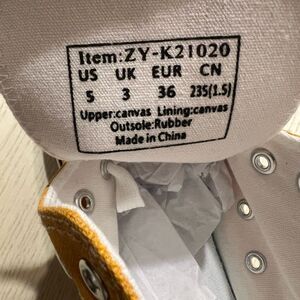 Item:ZY-K21020
US UK EUR CN
5 3 36 235(1.5)
Upper:canvas Lining:canvas
Outsole:Rubber
Made in China